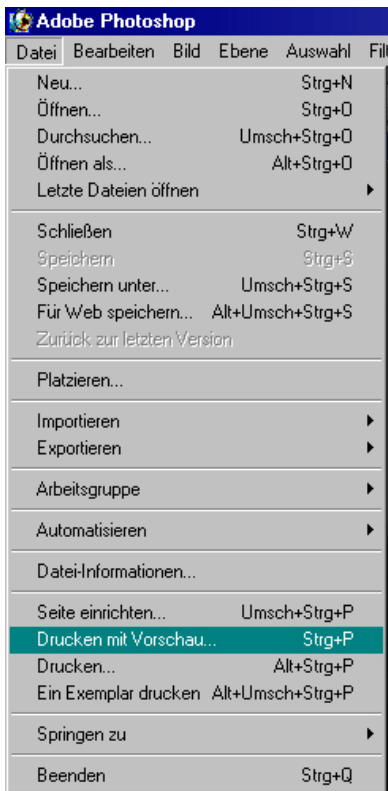 Adobe Photoshop
Datei Bearbeiten Bild Ebene Auswahl Fil
Neu... Strg+N
Öffnen... Strg+O
Durchsuchen... Umsch+Strg+O
Öffnen als... Alt+Strg+O
Letzte Dateien öffnen
Schließen Strg+W
Speichern Strg+S
Speichern unter... Umsch+Strg+S
Für Web speichern... Alt+Umsch+Strg+S
Zurück zur letzten Version
Platzieren...
Importieren
Exportieren
Arbeitsgruppe
Automatisieren
Datei-Informationen...
Seite einrichten... Umsch+Strg+P
Drucken mit Vorschau... Strg+P
Drucken... Alt+Strg+P
Ein Exemplar drucken Alt+Umsch+Strg+P
Springen zu
Beenden Strg+Q